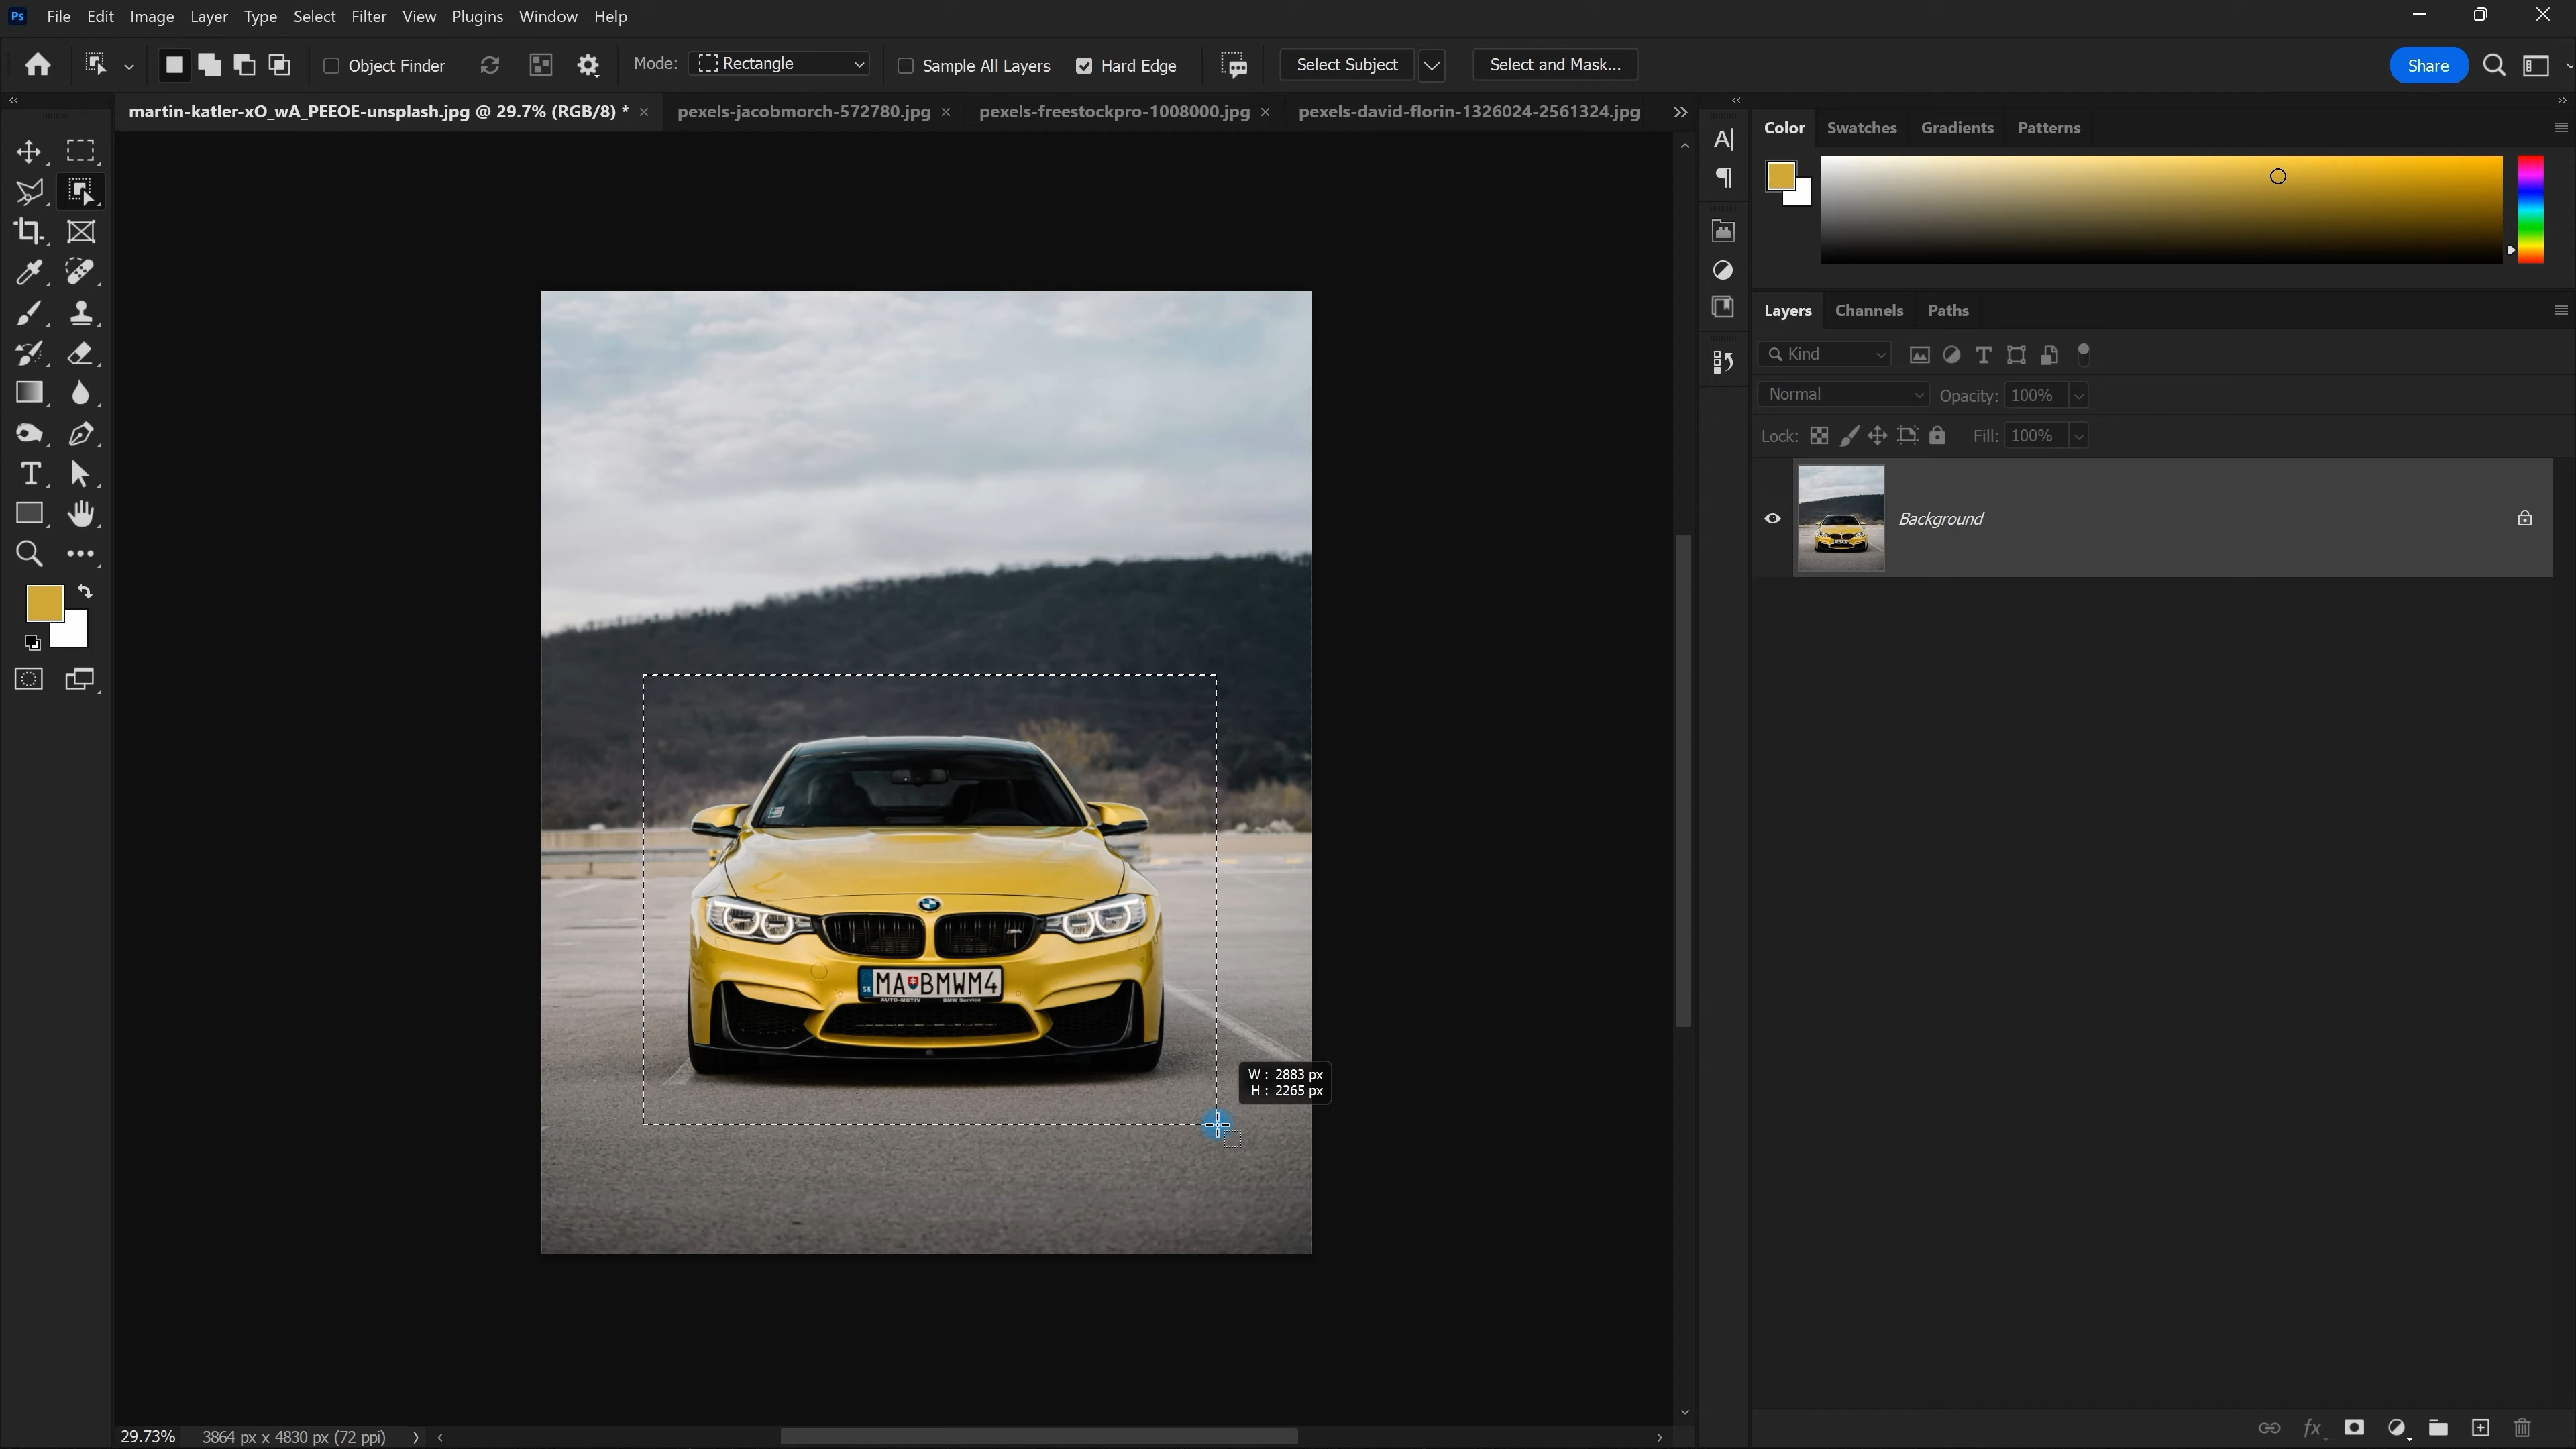 Ps File Edit Image Layer Type Select Filter View Plugins Window Help
Object Finder Mode: Rectangle Sample All Layers Hard Edge Select Subject Select and Mask... Share
martin-katler-xO_wA_PEEOE-unsplash.jpg @ 29.7% (RGB/8) * pexels-jacobmorch-572780.jpg pexels-freestockpro-1008000.jpg pexels-david-florin-1326024-2561324.jpg
Color Swatches Gradients Patterns
Layers Channels Paths
Kind
Normal Opacity: 100%
Lock: Fill: 100%
Background
SK MA BMWM4
AUTO-MOTIV BMW Service
W : 2883 px
H : 2265 px
29.73% 3864 px x 4830 px (72 ppi)